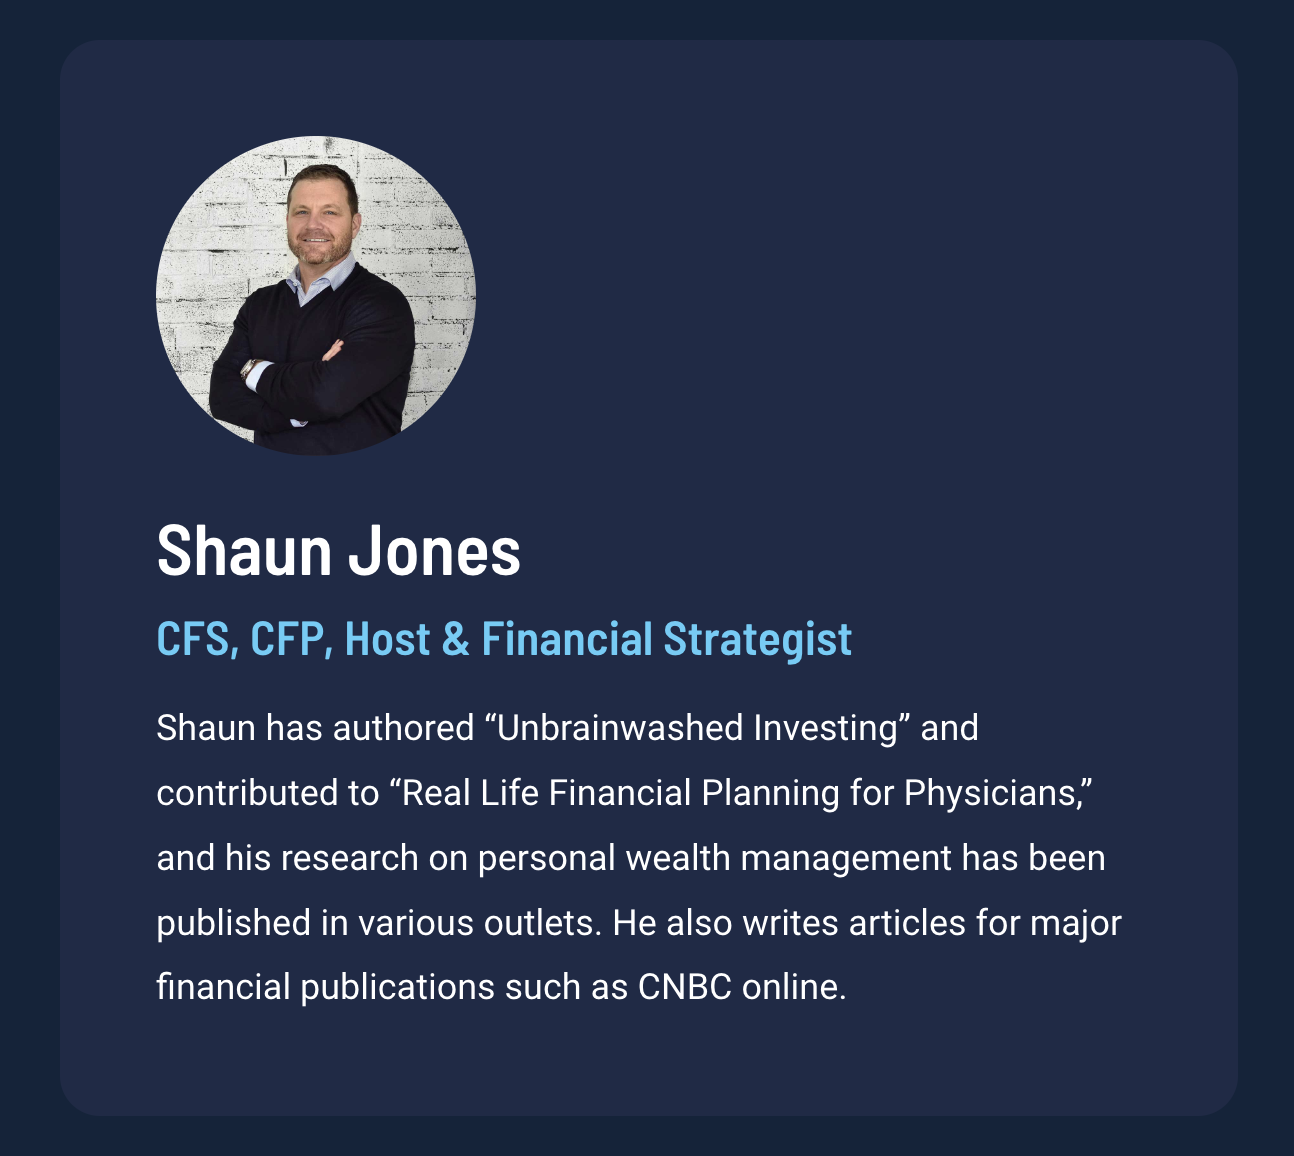 Shaun Jones
CFS, CFP, Host & Financial Strategist
Shaun has authored “Unbrainwashed Investing” and
contributed to “Real Life Financial Planning for Physicians,”
and his research on personal wealth management has been
published in various outlets. He also writes articles for major
financial publications such as CNBC online.